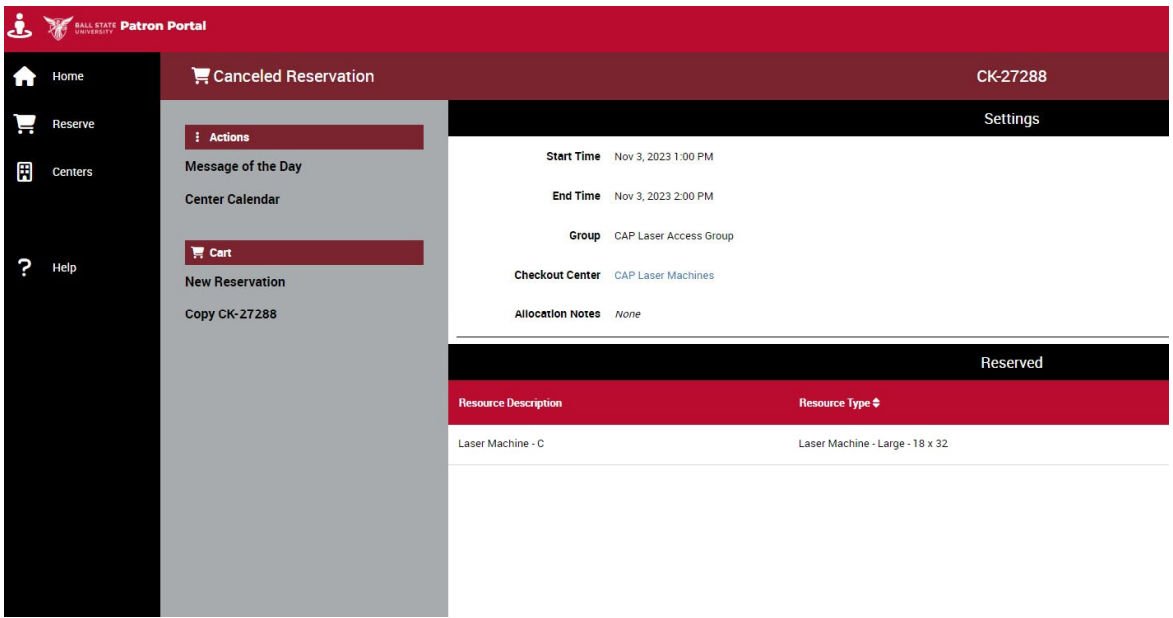 BALL STATE UNIVERSITY Patron Portal
Home
Reserve
Centers
Help
Canceled Reservation CK-27288
Actions
Message of the Day
Center Calendar
Cart
New Reservation
Copy CK-27288
Settings
Start Time Nov 3, 2023 1:00 PM
End Time Nov 3, 2023 2:00 PM
Group CAP Laser Access Group
Checkout Center CAP Laser Machines
Allocation Notes None
Reserved
Resource Description Resource Type
Laser Machine - C Laser Machine - Large - 18 x 32